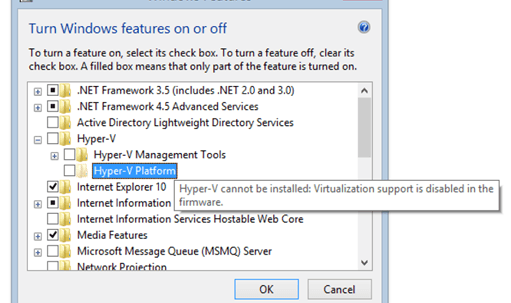 Windows Features
Turn Windows features on or off
To turn a feature on, select its check box. To turn a feature off, clear its
check box. A filled box means that only part of the feature is turned on.
.NET Framework 3.5 (includes .NET 2.0 and 3.0)
.NET Framework 4.5 Advanced Services
Active Directory Lightweight Directory Services
Hyper-V
Hyper-V Management Tools
Hyper-V Platform
Internet Explorer 10
Hyper-V cannot be installed: Virtualization support is disabled in the
firmware.
Internet Information
Internet Information Services Hostable Web Core
Media Features
Microsoft Message Queue (MSMQ) Server
Network Projection
OK
Cancel